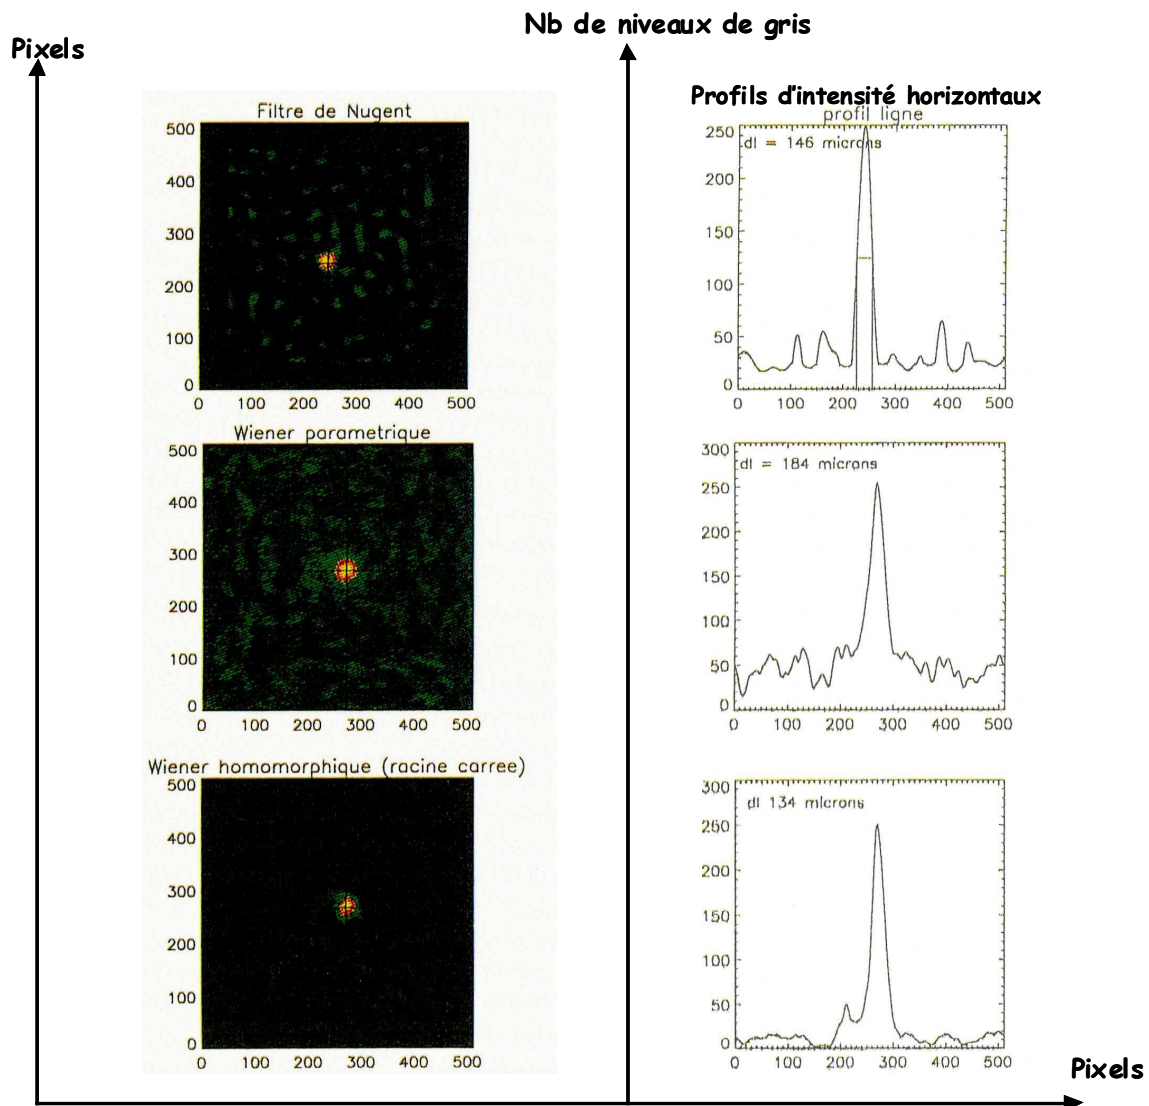 Nb de niveaux de gris
Pixels
Profils d'intensité horizontaux
Filtre de Nugent
profil ligne
500
400
300
200
100
0
0 100 200 300 400 500
250
200
150
100
50
0
dl = 146 microns
0 100 200 300 400 500
Wiener parametrique
500
400
300
200
100
0
0 100 200 300 400 500
300
250
200
150
100
50
0
dl = 184 microns
0 100 200 300 400 500
Wiener homomorphique (racine carree)
500
400
300
200
100
0
0 100 200 300 400 500
300
250
200
150
100
50
0
dl 134 microns
0 100 200 300 400 500
Pixels